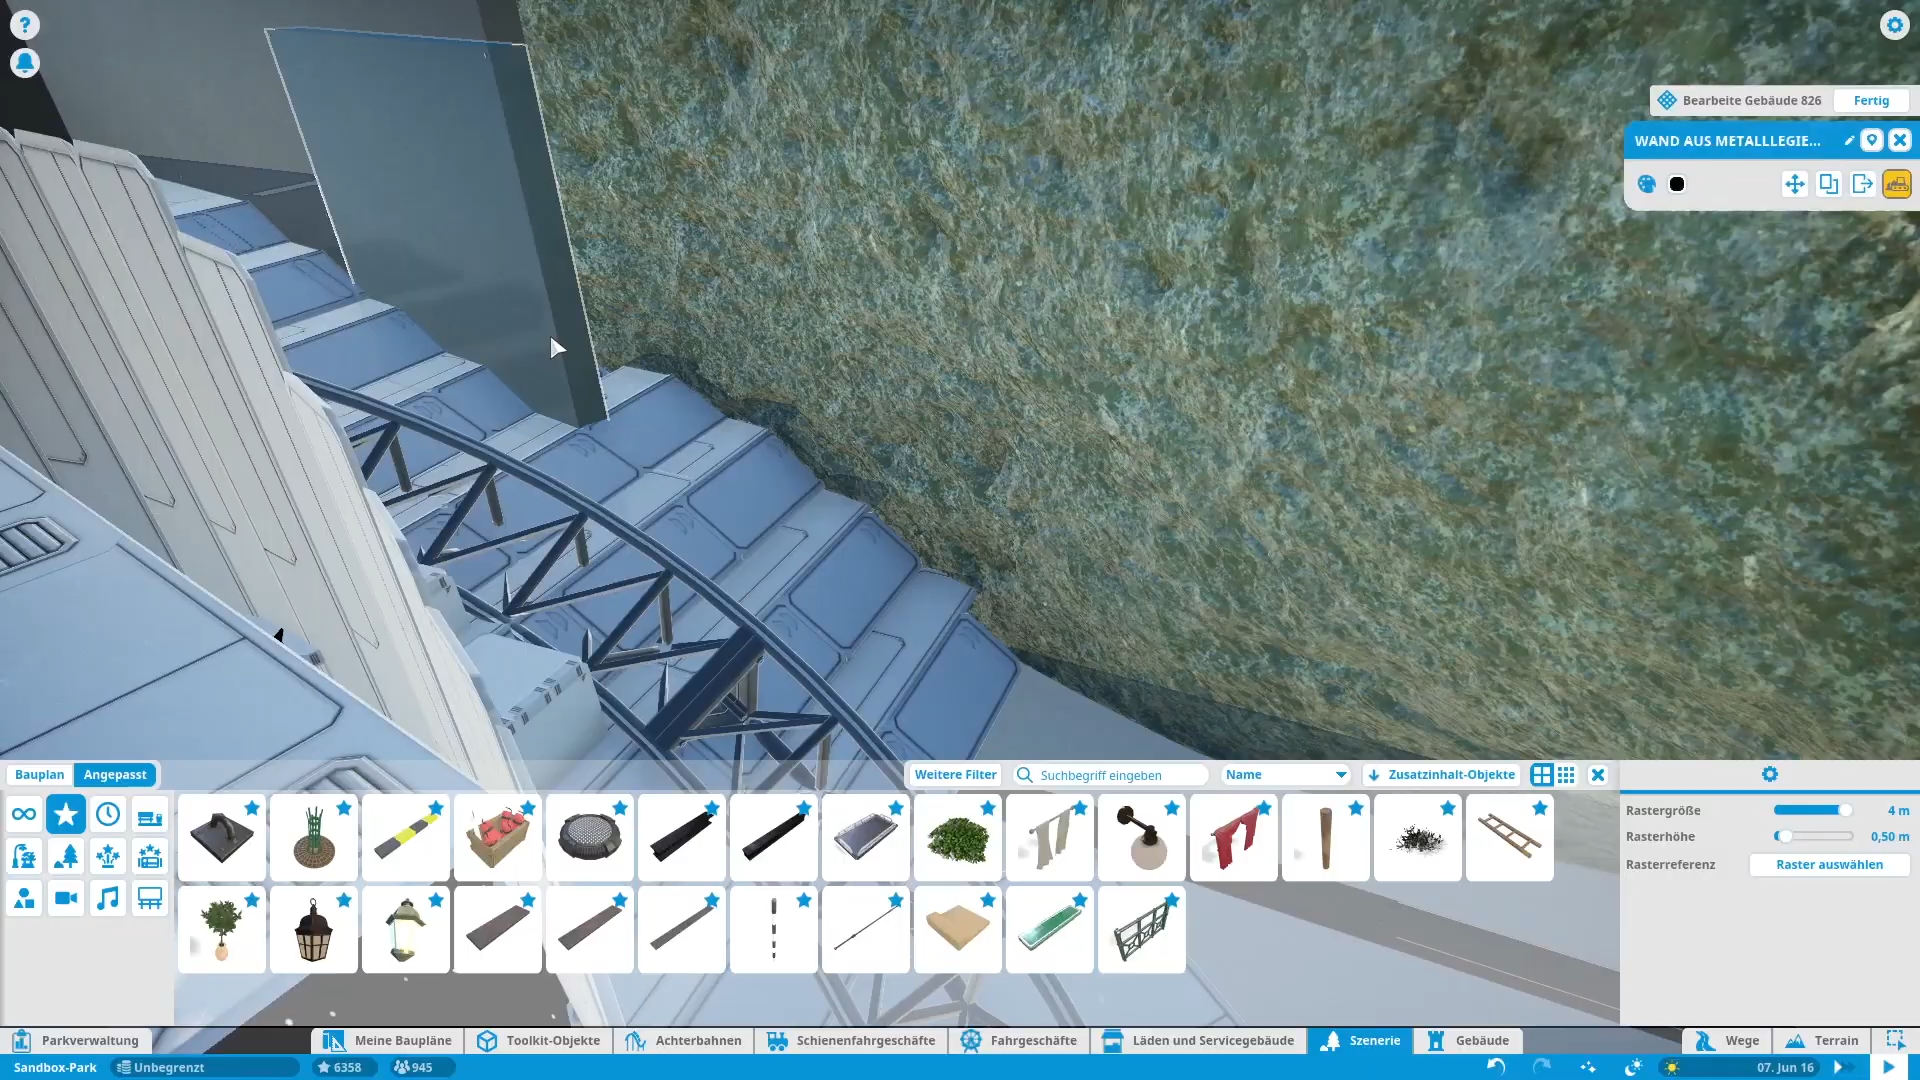 ?
Bearbeite Gebäude 826
Fertig
WAND AUS METALLLEGIE...
Bauplan
Angepasst
Weitere Filter
Suchbegriff eingeben
Name
Zusatzinhalt-Objekte
Rastergröße
4 m
Rasterhöhe
0,50 m
Rasterreferenz
Raster auswählen
Parkverwaltung
Meine Baupläne
Toolkit-Objekte
Achterbahnen
Schienenfahrgeschäfte
Fahrgeschäfte
Läden und Servicegebäude
Szenerie
Gebäude
Wege
Terrain
Sandbox-Park
Unbegrenzt
6358
945
07. Jun 16